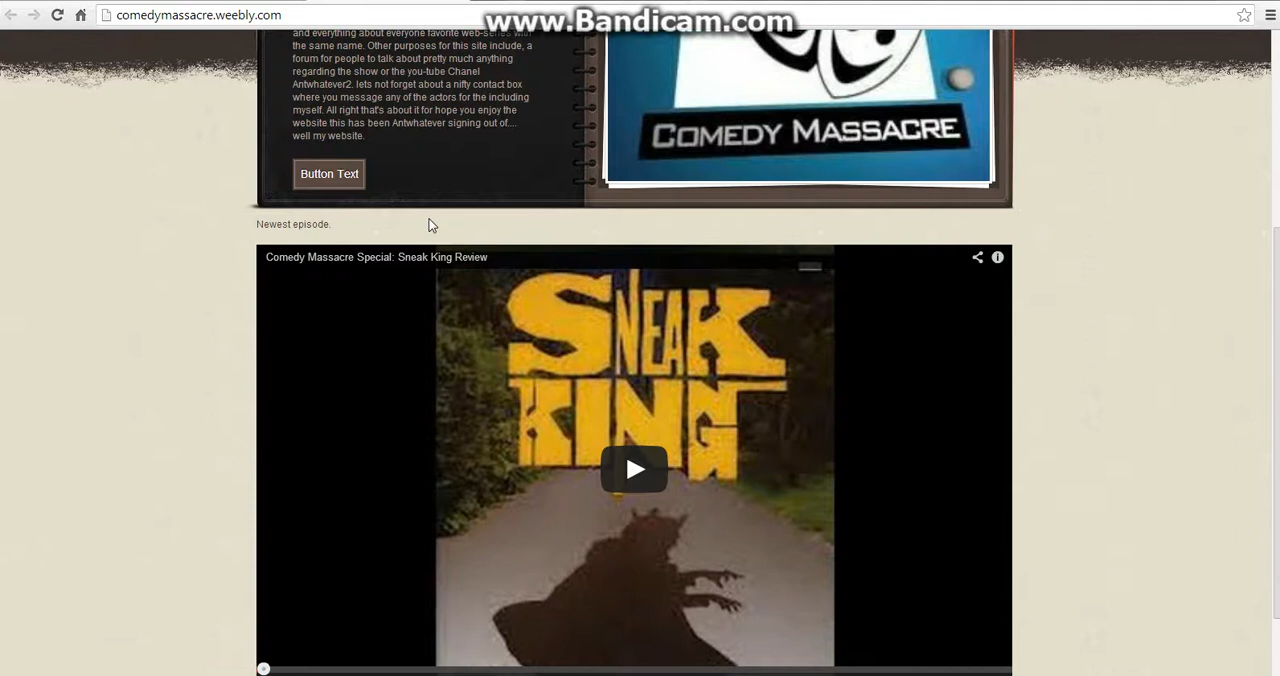 comedymassacre.weebly.com
www.Bandicam.com
and everything about everyone favorite web-series with
the same name. Other purposes for this site include, a
forum for people to talk about pretty much anything
regarding the show or the you-tube Chanel
Antwhatever2. lets not forget about a nifty contact box
where you message any of the actors for the including
myself. All right that's about it for hope you enjoy the
website this has been Antwhatever signing out of....
well my website.
Button Text
COMEDY MASSACRE
Newest episode.
Comedy Massacre Special: Sneak King Review
SNEAK
KING